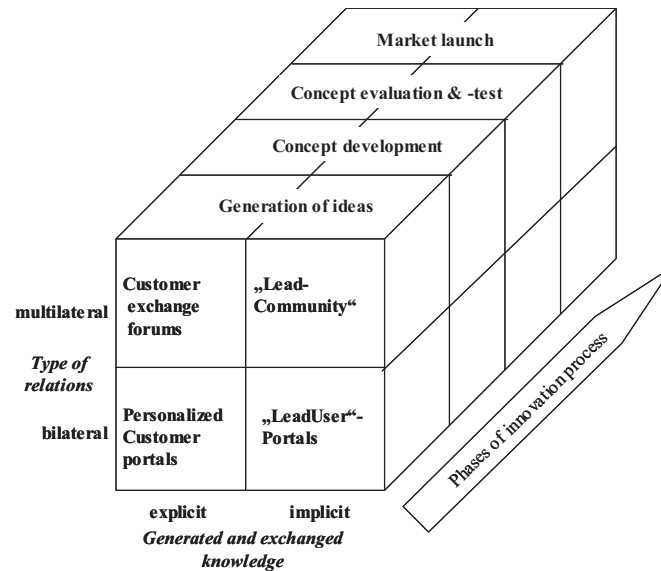 Market launch
Concept evaluation & -test
Concept development
Generation of ideas
Customer
exchange
forums
„Lead-
Community“
multilateral
Type of
relations
bilateral
Personalized
Customer
portals
„LeadUser“-
Portals
explicit
implicit
Generated and exchanged
knowledge
Phases of innovation process